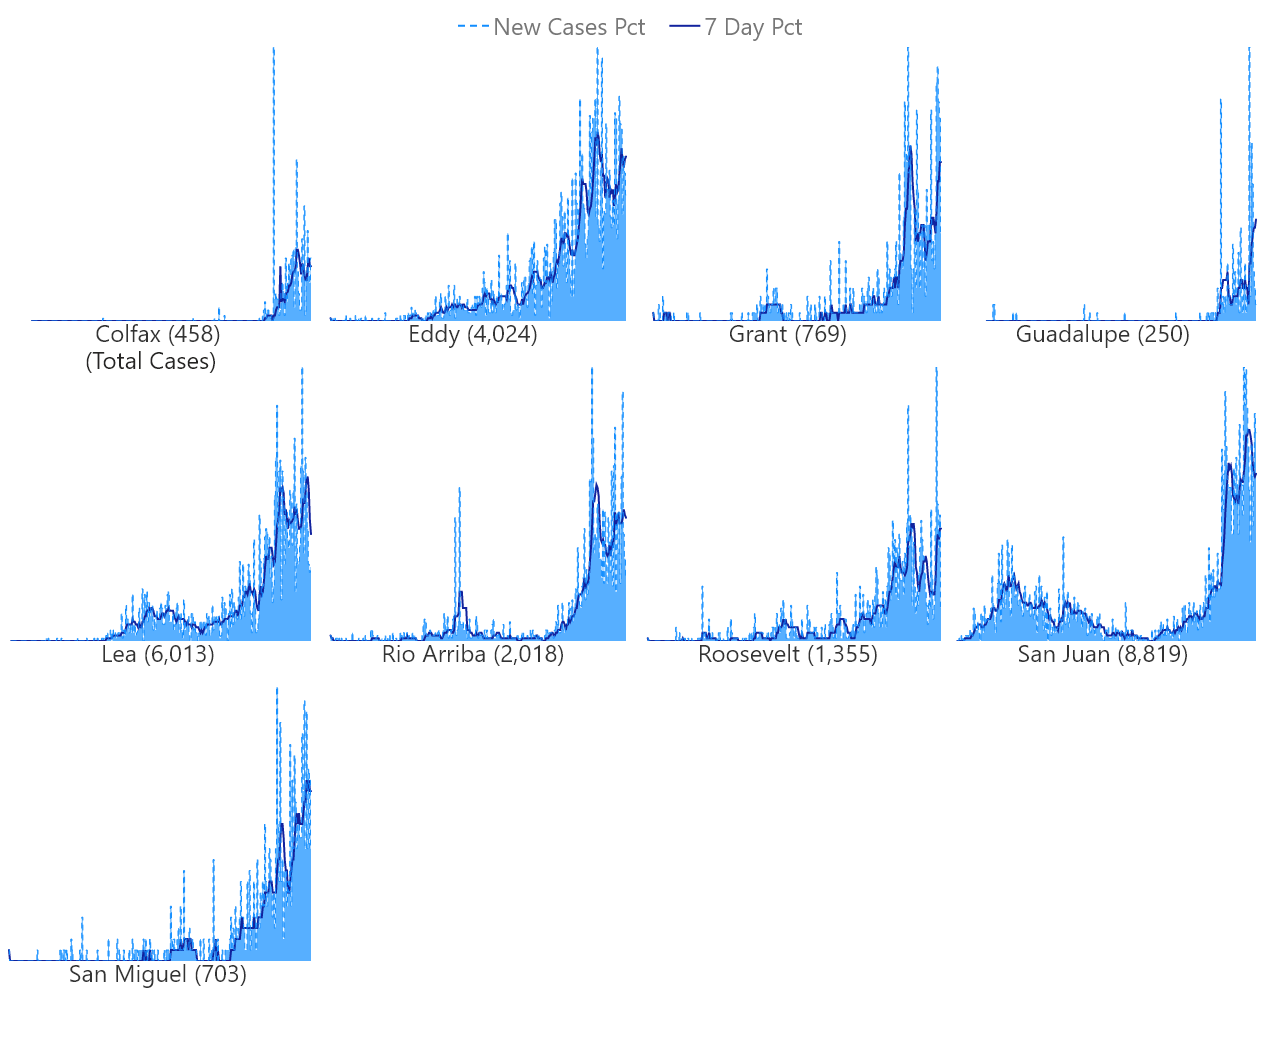 New Cases Pct 7 Day Pct
Colfax (458)
(Total Cases)
Eddy (4,024)
Grant (769)
Guadalupe (250)
Lea (6,013)
Rio Arriba (2,018)
Roosevelt (1,355)
San Juan (8,819)
San Miguel (703)